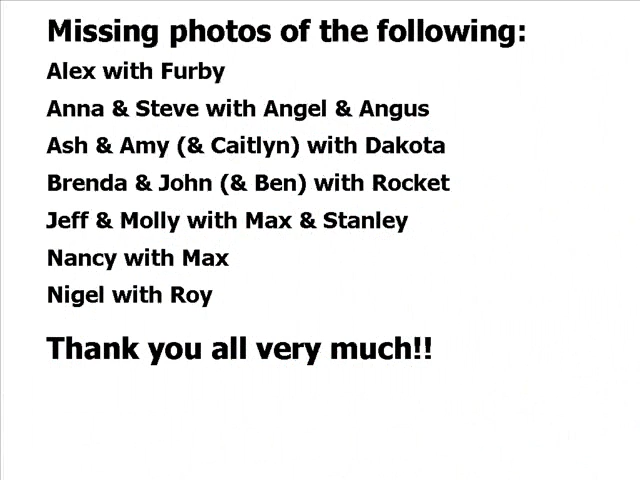 Missing photos of the following:
Alex with Furby
Anna & Steve with Angel & Angus
Ash & Amy (& Caitlyn) with Dakota
Brenda & John (& Ben) with Rocket
Jeff & Molly with Max & Stanley
Nancy with Max
Nigel with Roy
Thank you all very much!!